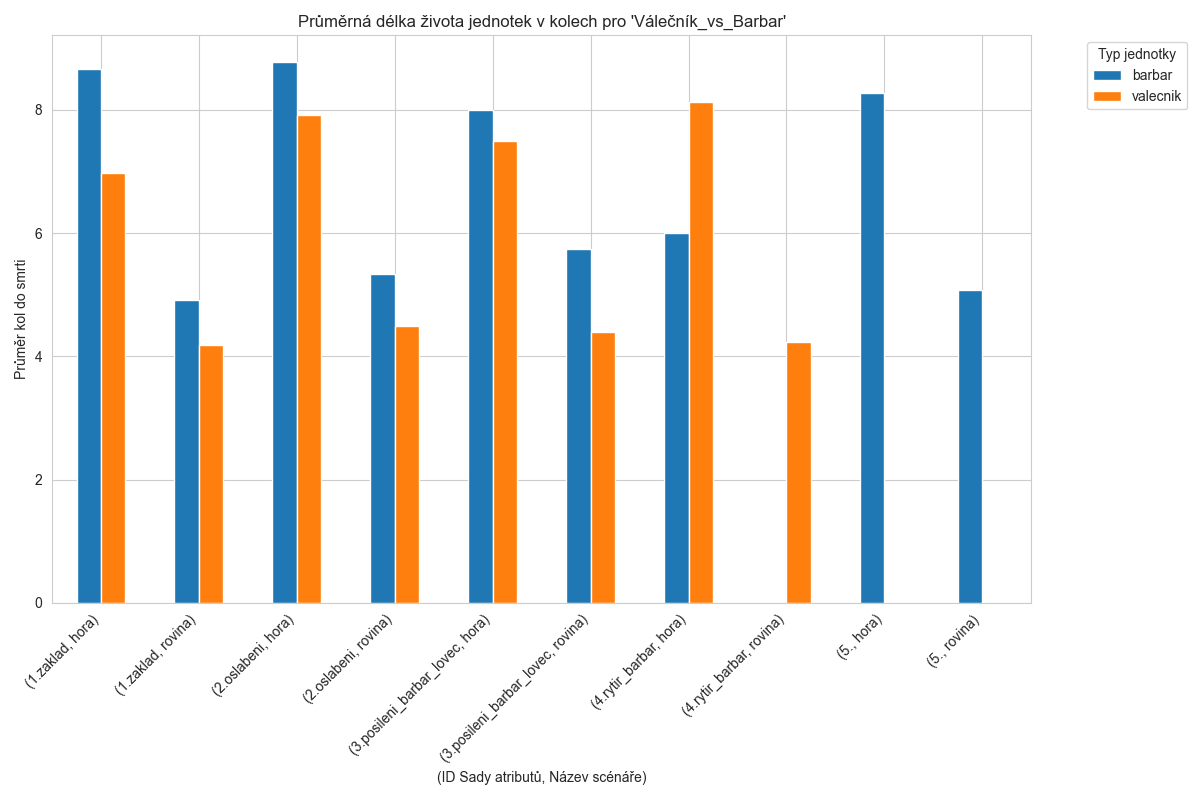 Průměrná délka života jednotek v kolech pro 'Válečník_vs_Barbar'
Typ jednotky
barbar
valecnik
Průměr kol do smrti
8
6
4
2
0
(1.zaklad, hora)
(1.zaklad, rovina)
(2.oslabeni, hora)
(2.oslabeni, rovina)
(3.posileni_barbar_lovec, hora)
(3.posileni_barbar_lovec, rovina)
(4.rytir_barbar, hora)
(4.rytir_barbar, rovina)
(5., hora)
(5., rovina)
(ID Sady atributů, Název scénáře)